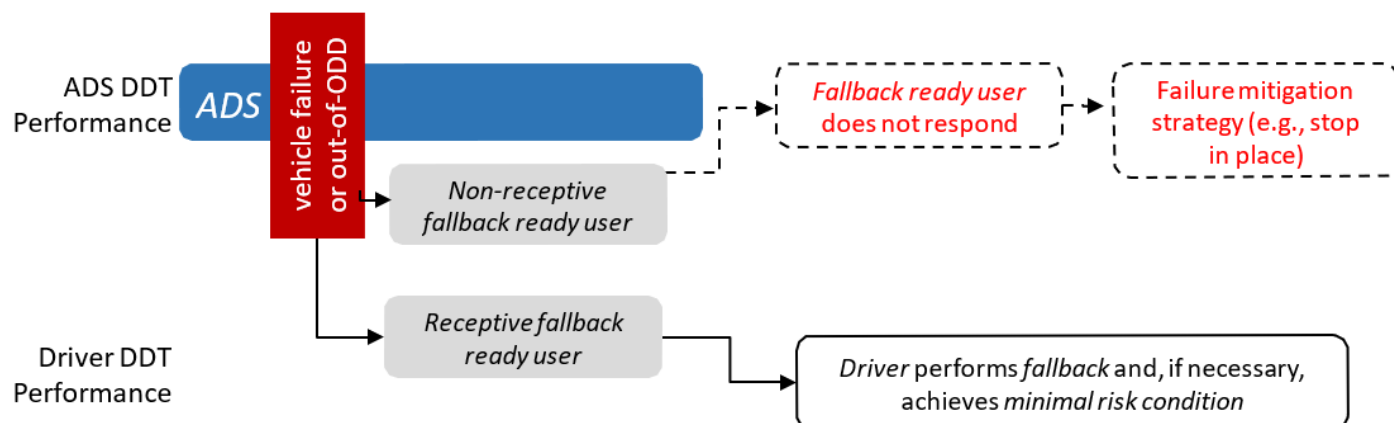 ADS DDT
Performance
ADS
vehicle failure
or out-of-ODD
Fallback ready user
does not respond
Failure mitigation
strategy (e.g., stop
in place)
Non-receptive
fallback ready user
Receptive fallback
ready user
Driver DDT
Performance
Driver performs fallback and, if necessary,
achieves minimal risk condition